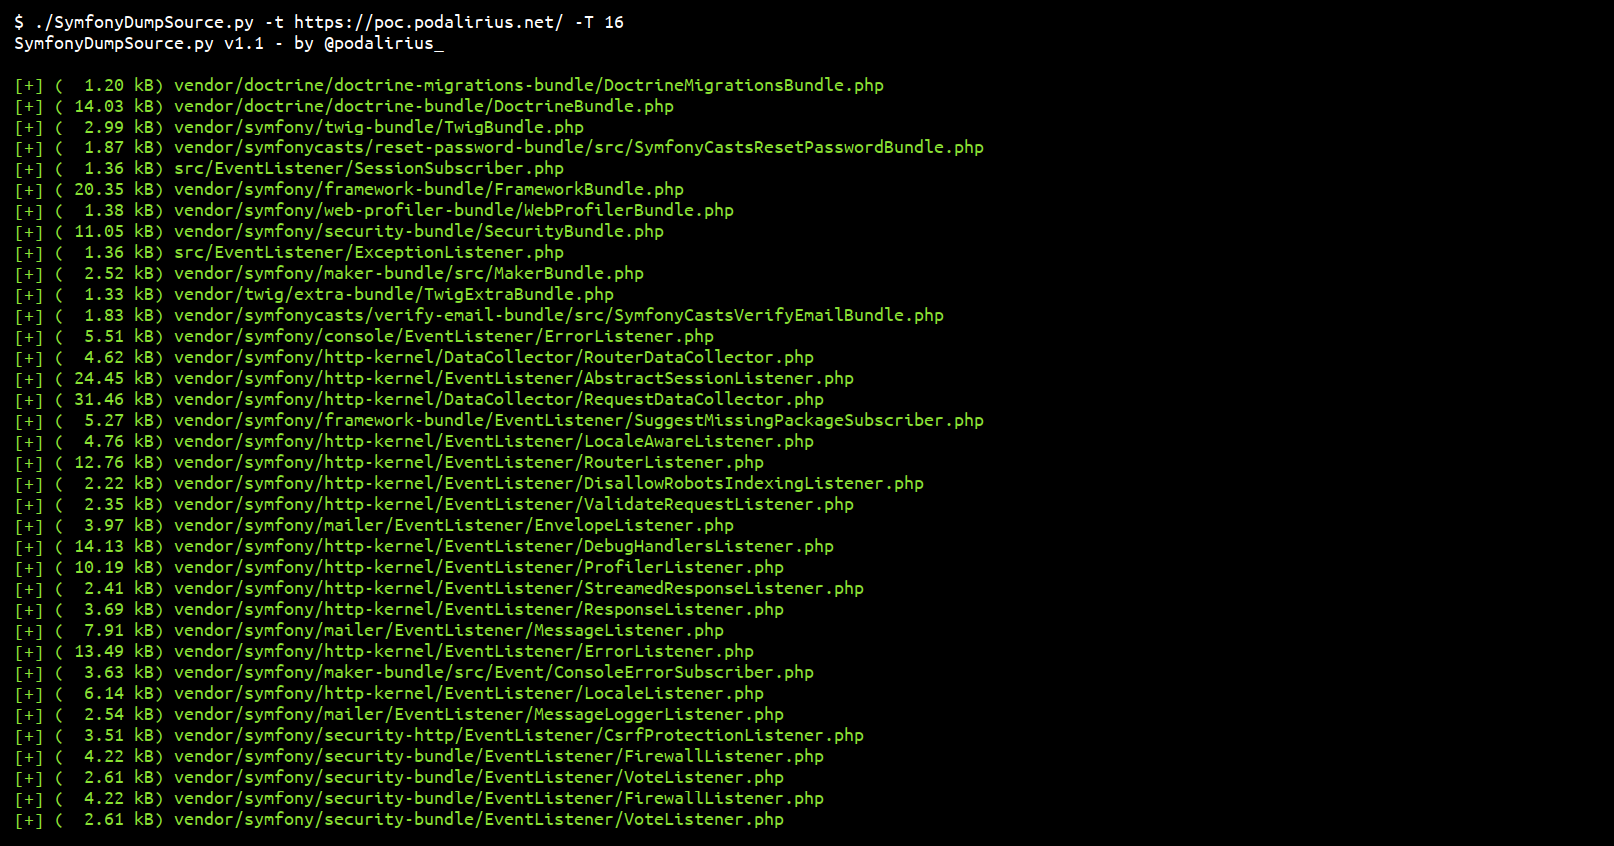 $ ./SymfonyDumpSource.py -t https://poc.podalirius.net/ -T 16
SymfonyDumpSource.py v1.1 - by @podalirius_

[+] (  1.20 kB) vendor/doctrine/doctrine-migrations-bundle/DoctrineMigrationsBundle.php
[+] ( 14.03 kB) vendor/doctrine/doctrine-bundle/DoctrineBundle.php
[+] (  2.99 kB) vendor/symfony/twig-bundle/TwigBundle.php
[+] (  1.87 kB) vendor/symfonycasts/reset-password-bundle/src/SymfonyCastsResetPasswordBundle.php
[+] (  1.36 kB) src/EventListener/SessionSubscriber.php
[+] ( 20.35 kB) vendor/symfony/framework-bundle/FrameworkBundle.php
[+] (  1.38 kB) vendor/symfony/web-profiler-bundle/WebProfilerBundle.php
[+] ( 11.05 kB) vendor/symfony/security-bundle/SecurityBundle.php
[+] (  1.36 kB) src/EventListener/ExceptionListener.php
[+] (  2.52 kB) vendor/symfony/maker-bundle/src/MakerBundle.php
[+] (  1.33 kB) vendor/twig/extra-bundle/TwigExtraBundle.php
[+] (  1.83 kB) vendor/symfonycasts/verify-email-bundle/src/SymfonyCastsVerifyEmailBundle.php
[+] (  5.51 kB) vendor/symfony/console/EventListener/ErrorListener.php
[+] (  4.62 kB) vendor/symfony/http-kernel/DataCollector/RouterDataCollector.php
[+] ( 24.45 kB) vendor/symfony/http-kernel/EventListener/AbstractSessionListener.php
[+] ( 31.46 kB) vendor/symfony/http-kernel/DataCollector/RequestDataCollector.php
[+] (  5.27 kB) vendor/symfony/framework-bundle/EventListener/SuggestMissingPackageSubscriber.php
[+] (  4.76 kB) vendor/symfony/http-kernel/EventListener/LocaleAwareListener.php
[+] ( 12.76 kB) vendor/symfony/http-kernel/EventListener/RouterListener.php
[+] (  2.22 kB) vendor/symfony/http-kernel/EventListener/DisallowRobotsIndexingListener.php
[+] (  2.35 kB) vendor/symfony/http-kernel/EventListener/ValidateRequestListener.php
[+] (  3.97 kB) vendor/symfony/mailer/EventListener/EnvelopeListener.php
[+] ( 14.13 kB) vendor/symfony/http-kernel/EventListener/DebugHandlersListener.php
[+] ( 10.19 kB) vendor/symfony/http-kernel/EventListener/ProfilerListener.php
[+] (  2.41 kB) vendor/symfony/http-kernel/EventListener/StreamedResponseListener.php
[+] (  3.69 kB) vendor/symfony/http-kernel/EventListener/ResponseListener.php
[+] (  7.91 kB) vendor/symfony/mailer/EventListener/MessageListener.php
[+] ( 13.49 kB) vendor/symfony/http-kernel/EventListener/ErrorListener.php
[+] (  3.63 kB) vendor/symfony/maker-bundle/src/Event/ConsoleErrorSubscriber.php
[+] (  6.14 kB) vendor/symfony/http-kernel/EventListener/LocaleListener.php
[+] (  2.54 kB) vendor/symfony/mailer/EventListener/MessageLoggerListener.php
[+] (  3.51 kB) vendor/symfony/security-http/EventListener/CsrfProtectionListener.php
[+] (  4.22 kB) vendor/symfony/security-bundle/EventListener/FirewallListener.php
[+] (  2.61 kB) vendor/symfony/security-bundle/EventListener/VoteListener.php
[+] (  4.22 kB) vendor/symfony/security-bundle/EventListener/FirewallListener.php
[+] (  2.61 kB) vendor/symfony/security-bundle/EventListener/VoteListener.php